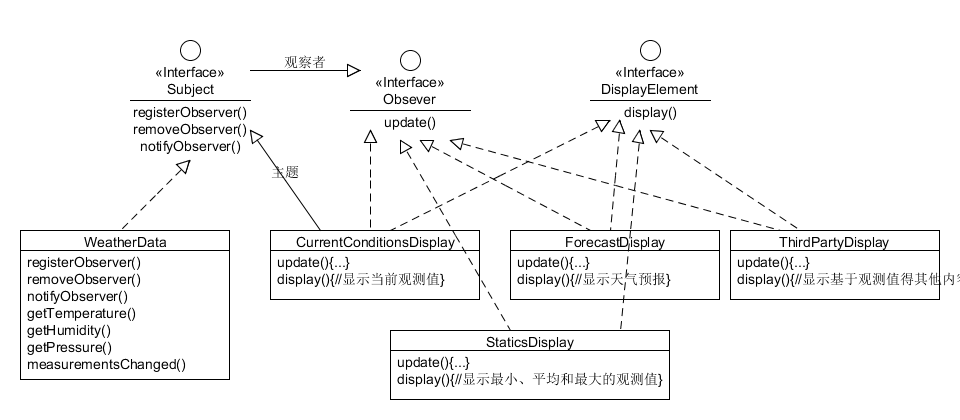 «Interface»
Subject
registerObserver()
removeObserver()
notifyObserver()
观察者
«Interface»
Obsever
update()
«Interface»
DisplayElement
display()
主题
WeatherData
registerObserver()
removeObserver()
notifyObserver()
getTemperature()
getHumidity()
getPressure()
measurementsChanged()
CurrentConditionsDisplay
update(){...}
display(){//显示当前观测值}
ForecastDisplay
update(){...}
display(){//显示天气预报}
ThirdPartyDisplay
update(){...}
display(){//显示基于观测值得其他内容
StaticsDisplay
update(){...}
display(){//显示最小、平均和最大的观测值}